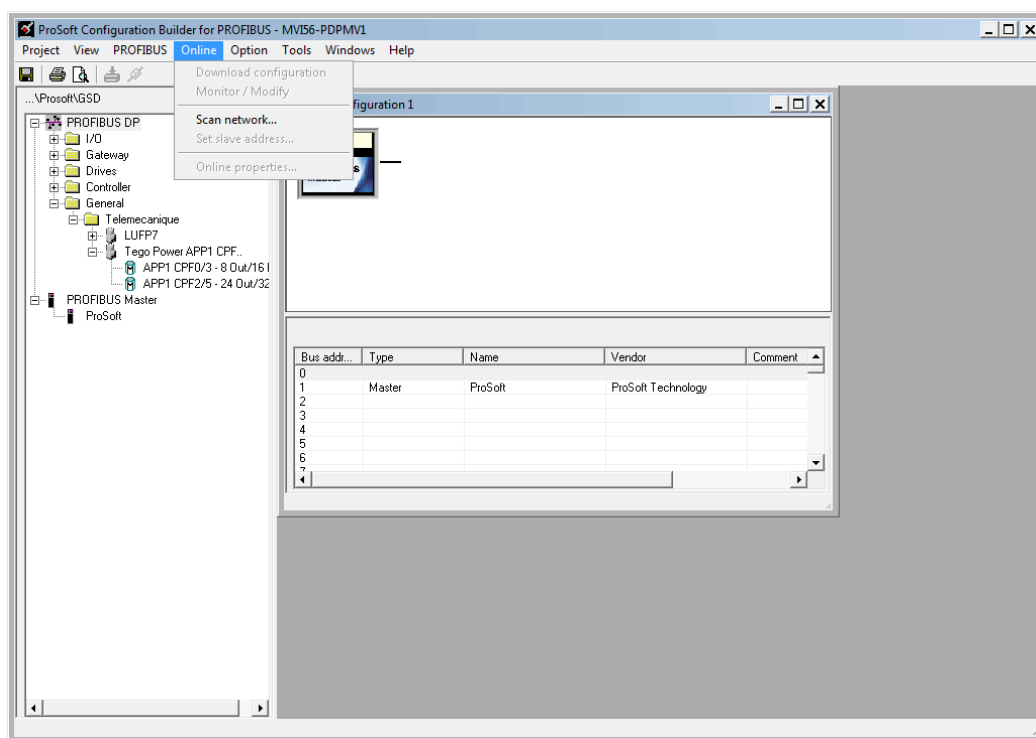 ProSoft Configuration Builder for PROFIBUS - MVI56-PDPMV1
Project View PROFIBUS Online Option Tools Windows Help
Download configuration
Monitor / Modify
Scan network...
Set slave address...
Online properties...
...\Prosoft\GSD
PROFIBUS DP
I/O
Gateway
Drives
Controller
General
Telemecanique
LUFP7
Tego Power APP1 CPF..
APP1 CPF0/3 - 8 Out/16 I
APP1 CPF2/5 - 24 Out/32
PROFIBUS Master
ProSoft
figuration 1
Bus addr... Type Name Vendor Comment
0
1 Master ProSoft ProSoft Technology
2
3
4
5
6
7